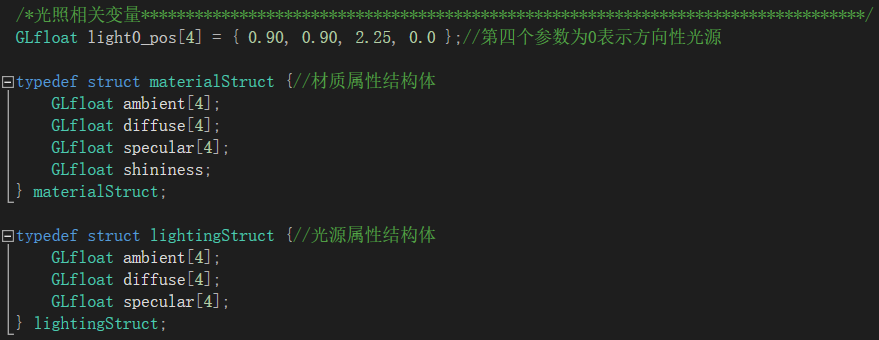 /*光照相关变量*********************************************************************************/
GLfloat light0_pos[4] = { 0.90, 0.90, 2.25, 0.0 };//第四个参数为0表示方向性光源
typedef struct materialStruct {//材质属性结构体
GLfloat ambient[4];
GLfloat diffuse[4];
GLfloat specular[4];
GLfloat shininess;
} materialStruct;
typedef struct lightingStruct {//光源属性结构体
GLfloat ambient[4];
GLfloat diffuse[4];
GLfloat specular[4];
} lightingStruct;